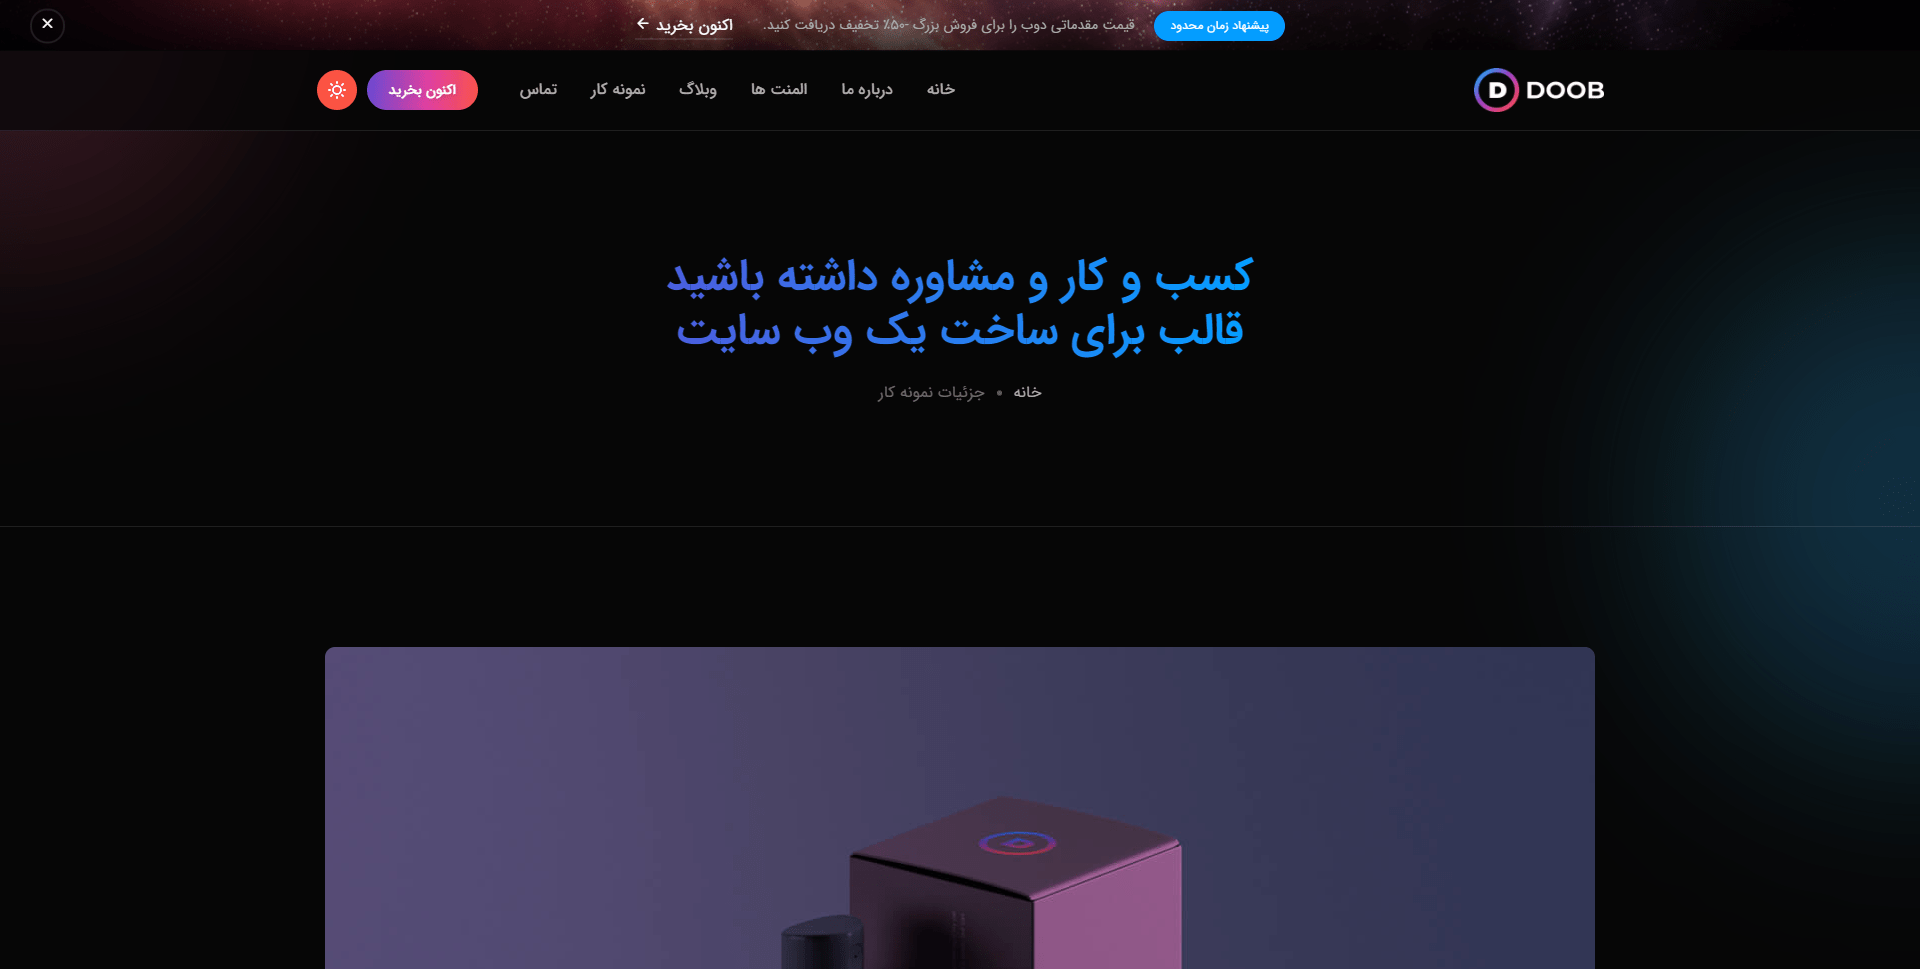 پیشنهاد زمان محدود
قیمت مقدماتی دوب را برای فروش بزرگ -۵۰٪ تخفیف دریافت کنید.
اکنون بخرید
DOOB
خانه
درباره ما
المنت ها
وبلاگ
نمونه کار
تماس
اکنون بخرید
کسب و کار و مشاوره داشته باشید
قالب برای ساخت یک وب سایت
خانه • جزئیات نمونه کار